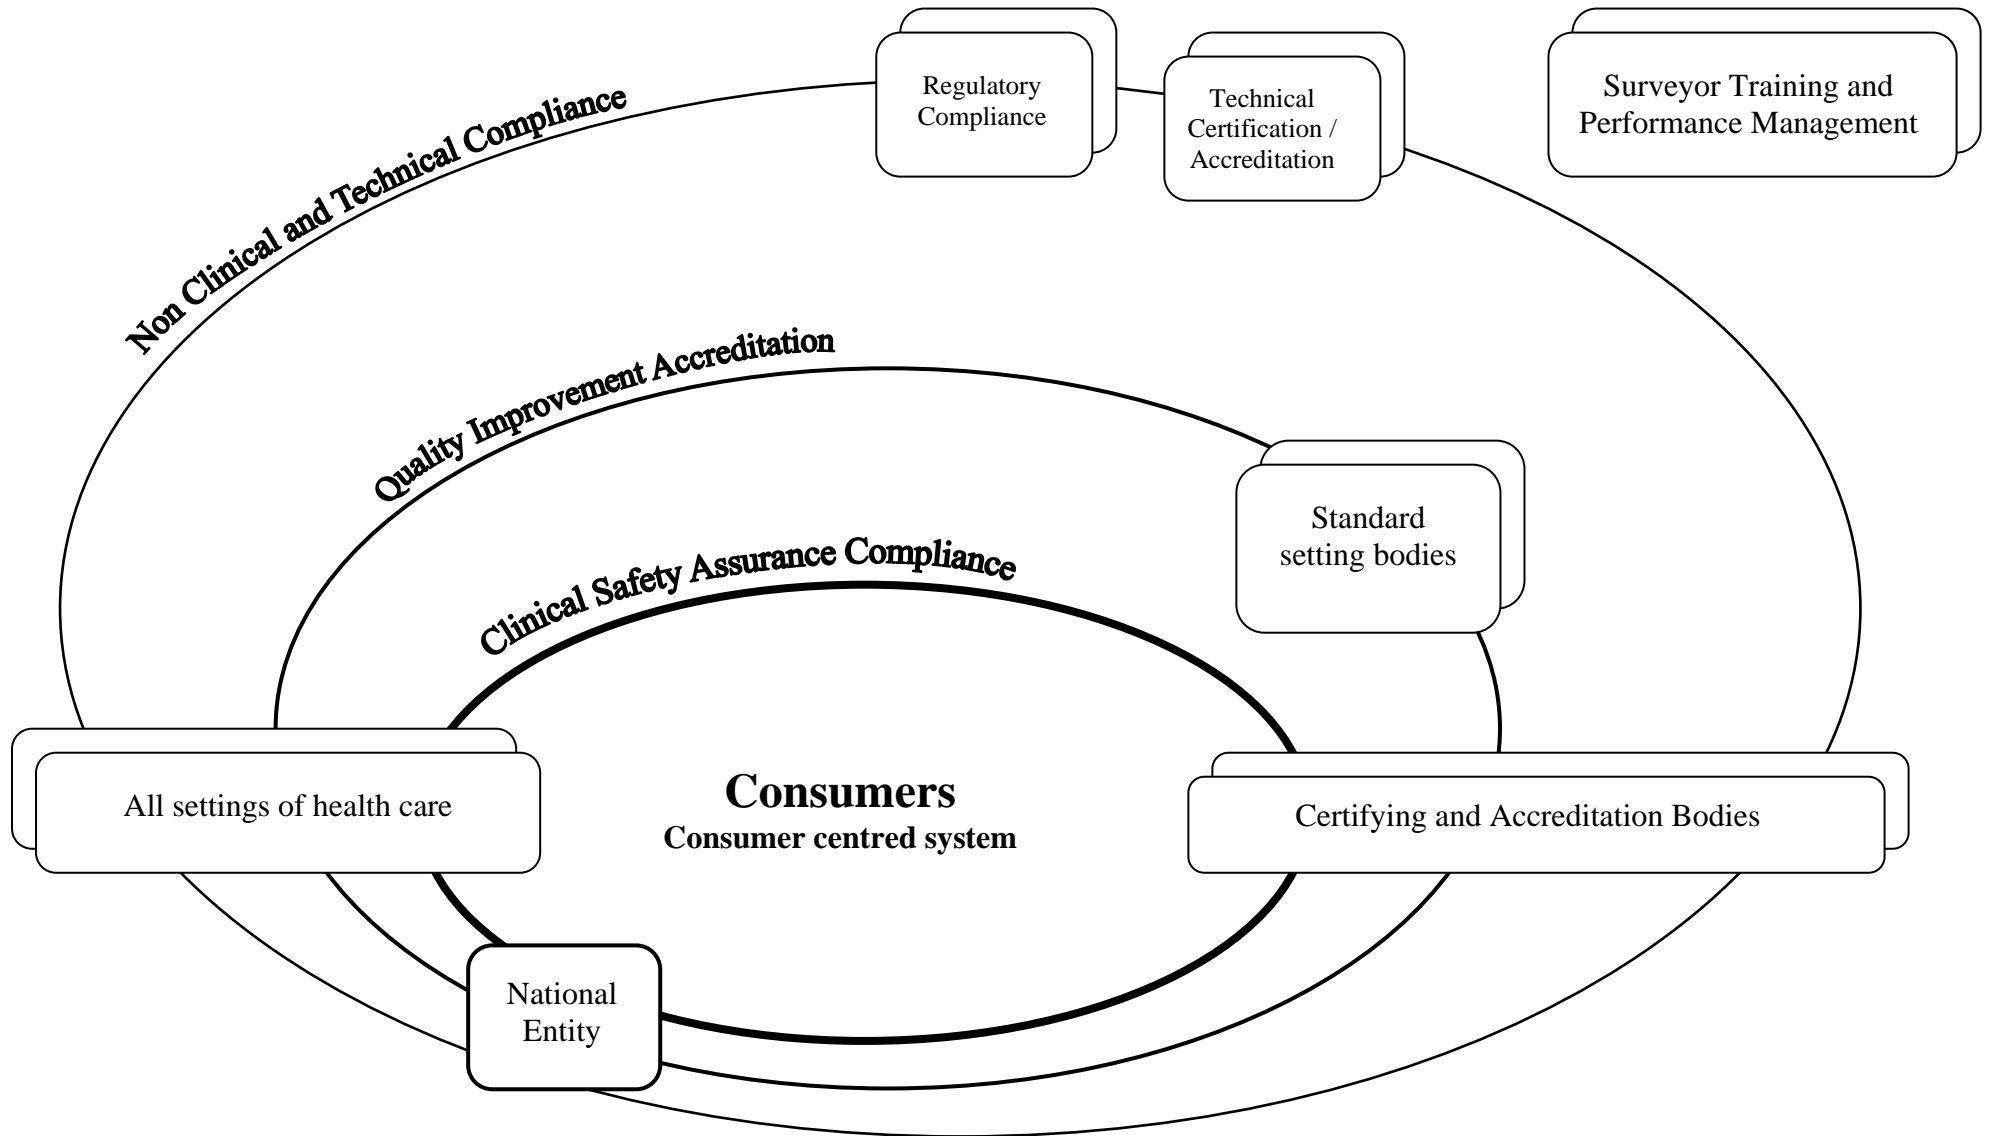 Regulatory
Compliance
Technical
Certification /
Accreditation
Surveyor Training and
Performance Management
Non Clinical and Technical Compliance
Quality Improvement Accreditation
Clinical Safety Assurance Compliance
Standard
setting bodies
All settings of health care
Consumers
Consumer centred system
Certifying and Accreditation Bodies
National
Entity